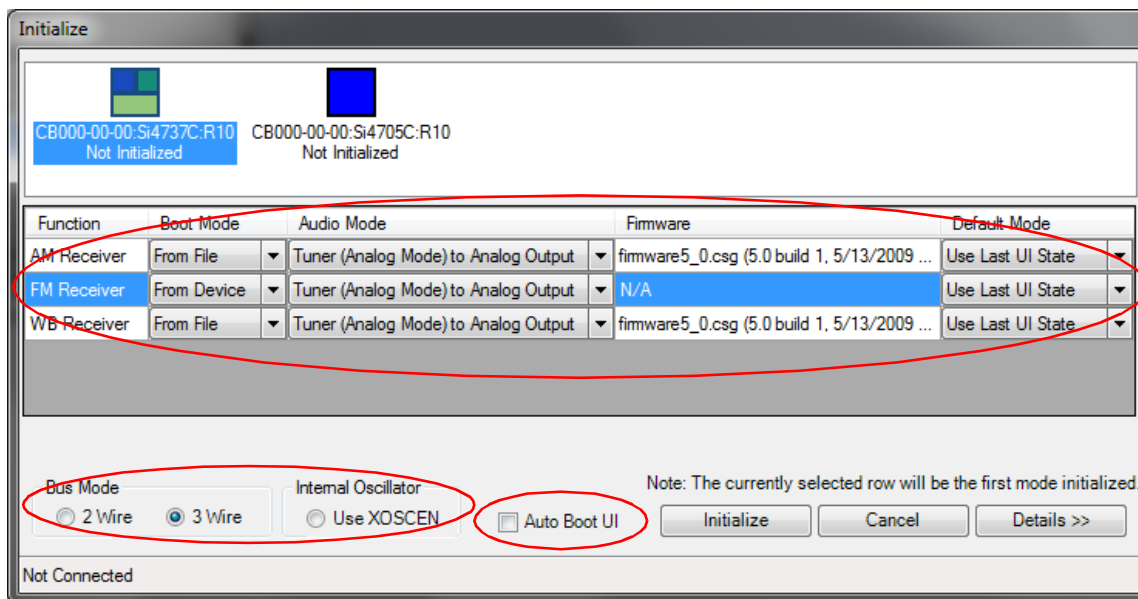 Initialize
CB000-00-00:Si4737C:R10 CB000-00-00:Si4705C:R10
Not Initialized Not Initialized
Function Boot Mode Audio Mode Firmware Default Mode
AM Receiver From File Tuner (Analog Mode) to Analog Output firmware5_0.csg (5.0 build 1, 5/13/2009 ... Use Last UI State
FM Receiver From Device Tuner (Analog Mode) to Analog Output N/A Use Last UI State
WB Receiver From File Tuner (Analog Mode) to Analog Output firmware5_0.csg (5.0 build 1, 5/13/2009 ... Use Last UI State
Note: The currently selected row will be the first mode initialized.
Bus Mode Internal Oscillator
2 Wire 3 Wire Use XOSCEN Auto Boot UI Initialize Cancel Details >>
Not Connected